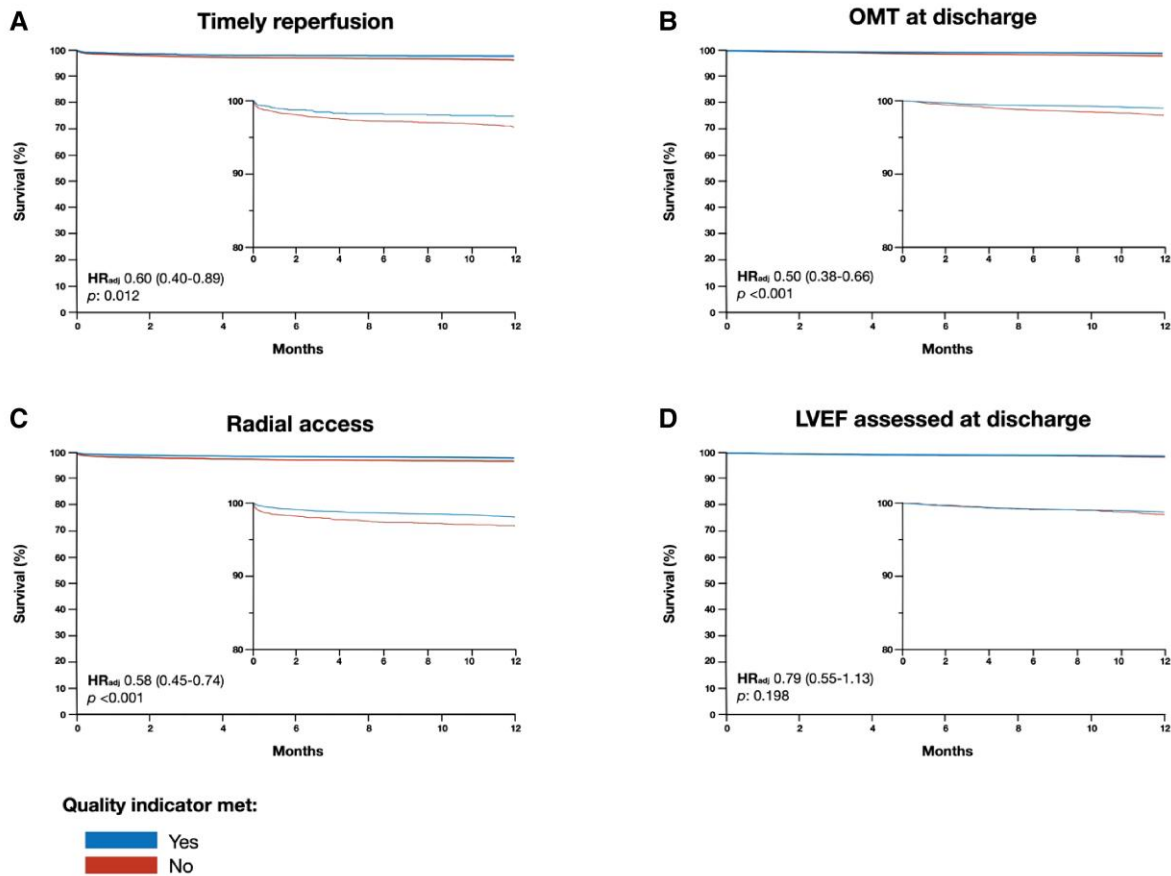 A
Timely reperfusion
100
90
80
70
60
50
40
30
20
10
0
Survival (%)
100
90
80
0 2 4 6 8 10 12
HRadj 0.60 (0.40-0.89)
p: 0.012
0 2 4 6 8 10 12
Months
B
OMT at discharge
100
90
80
70
60
50
40
30
20
10
0
Survival (%)
100
90
80
0 2 4 6 8 10 12
HRadj 0.50 (0.38-0.66)
p <0.001
0 2 4 6 8 10 12
Months
C
Radial access
100
90
80
70
60
50
40
30
20
10
0
Survival (%)
100
90
80
0 2 4 6 8 10 12
HRadj 0.58 (0.45-0.74)
p <0.001
0 2 4 6 8 10 12
Months
D
LVEF assessed at discharge
100
90
80
70
60
50
40
30
20
10
0
Survival (%)
100
90
80
0 2 4 6 8 10 12
HRadj 0.79 (0.55-1.13)
p: 0.198
0 2 4 6 8 10 12
Months
Quality indicator met:
Yes
No